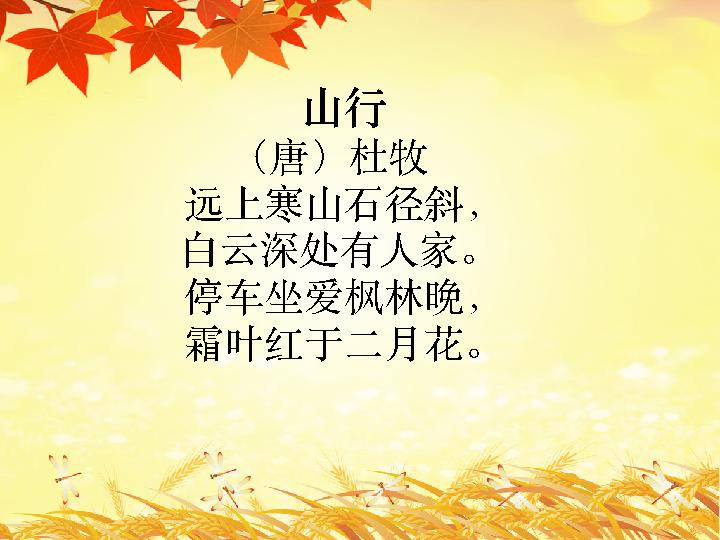 山行
（唐）杜牧
远上寒山石径斜，
白云深处有人家。
停车坐爱枫林晚，
霜叶红于二月花。